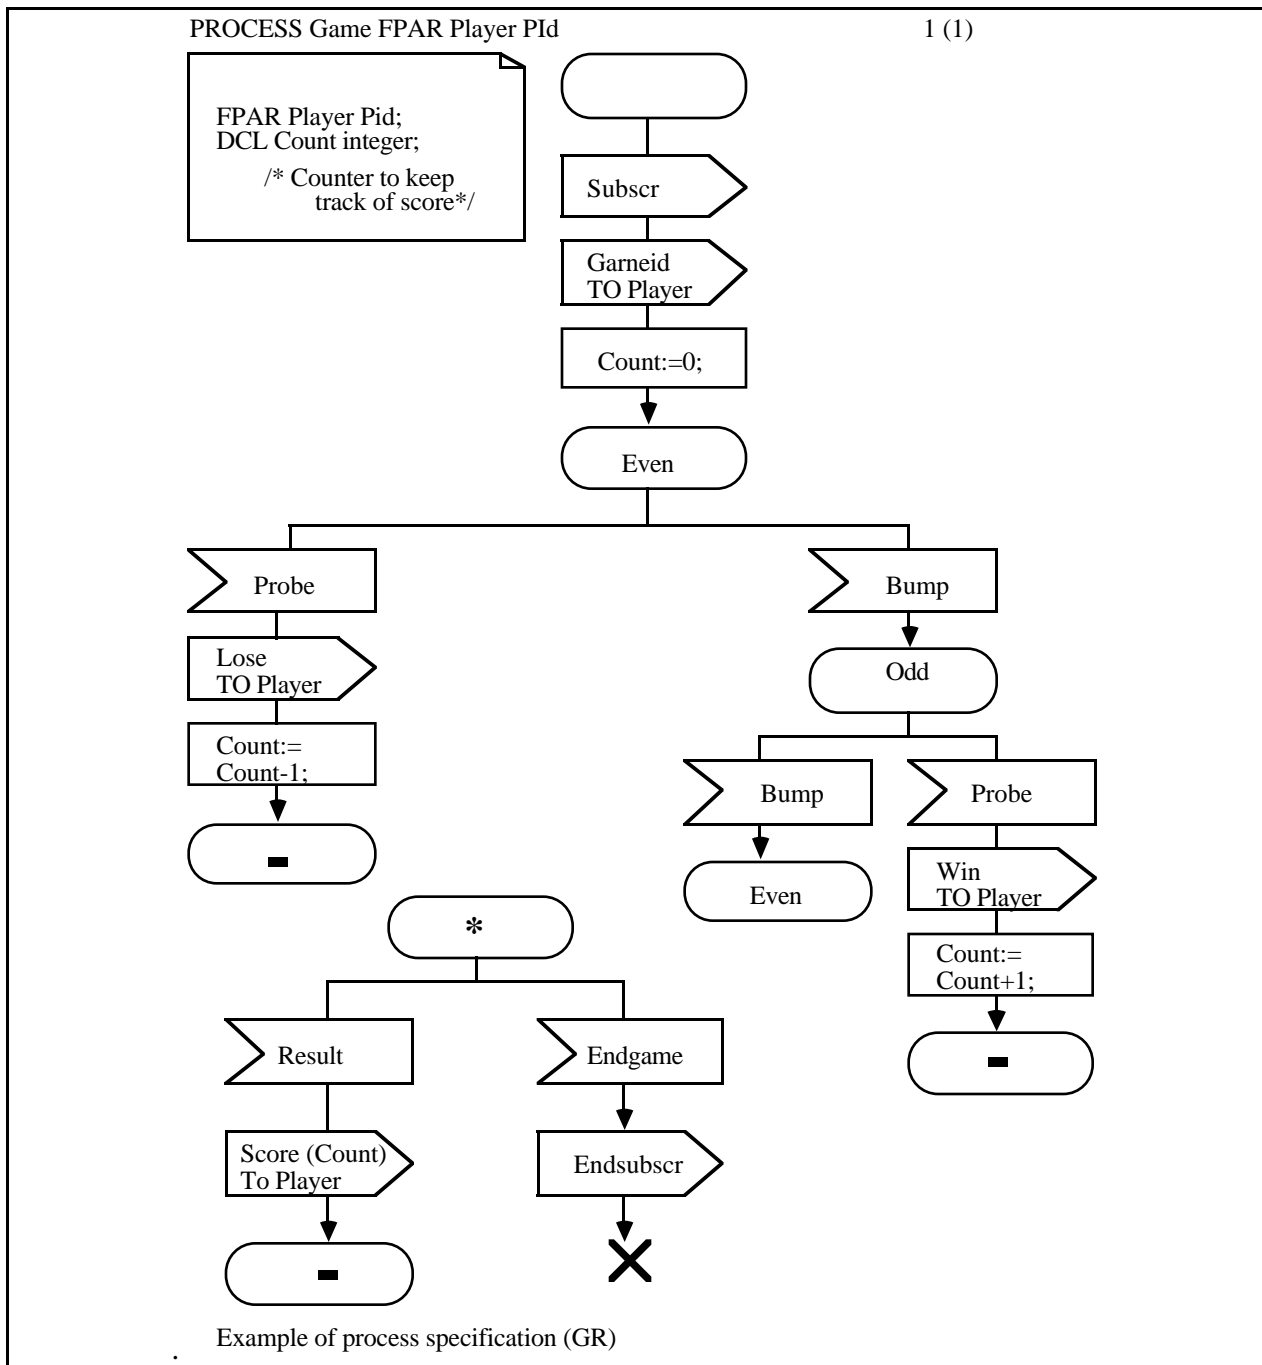 PROCESS Game FPAR Player PId 1 (1)
FPAR Player Pid;
DCL Count integer;
/* Counter to keep
track of score*/
Subscr
Garneid
TO Player
Count:=0;
Even
Probe
Bump
Lose
TO Player
Odd
Count:=
Count-1;
Bump
Probe
-
Even
Win
TO Player
*
Count:=
Count+1;
Result
Endgame
-
Score (Count)
To Player
Endsubscr
-
Example of process specification (GR)
.